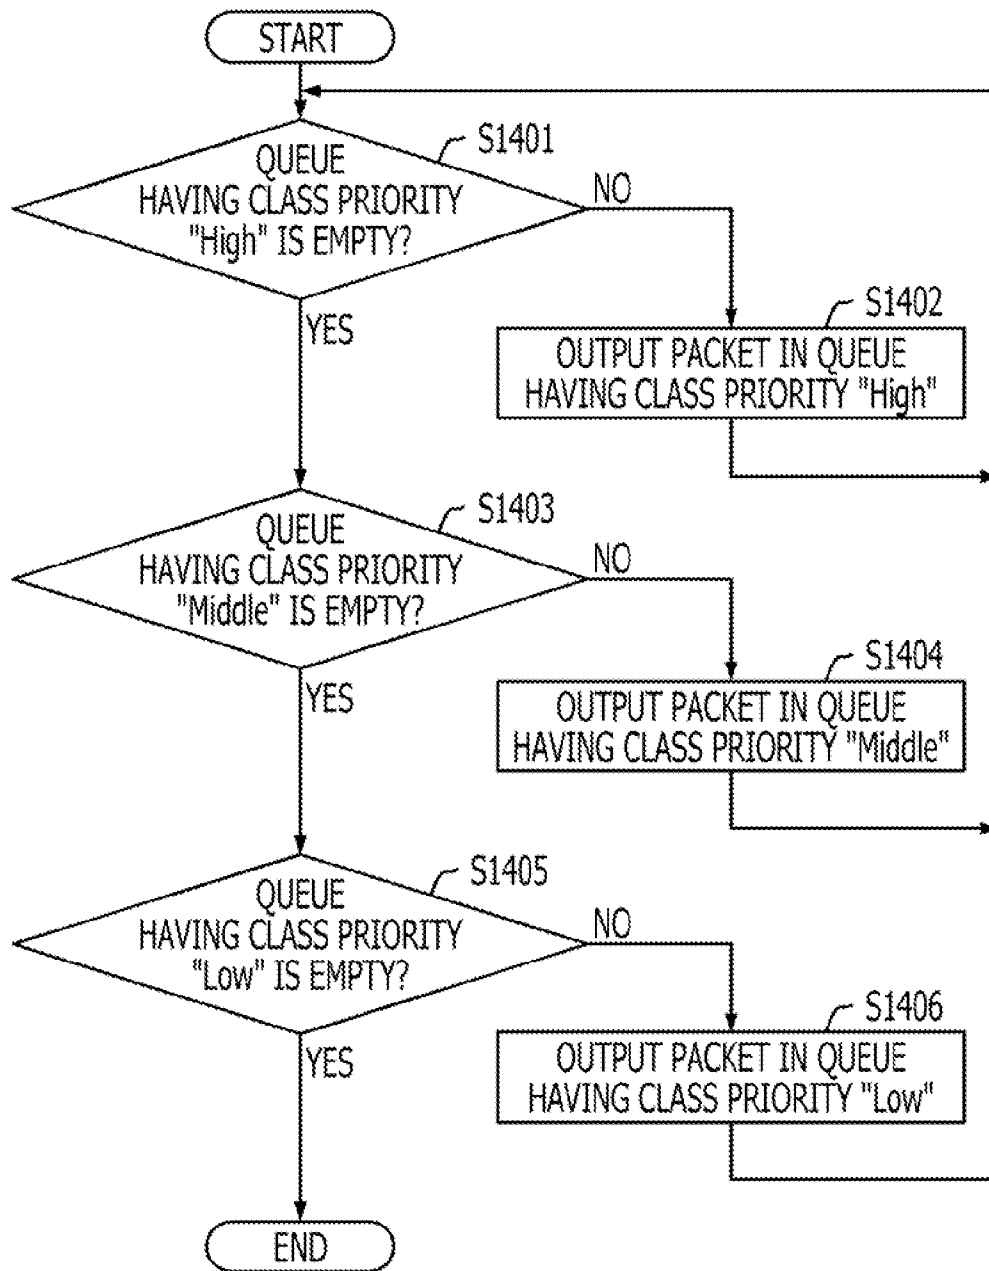 START
S1401
QUEUE
HAVING CLASS PRIORITY
"High" IS EMPTY?
NO
YES
S1402
OUTPUT PACKET IN QUEUE
HAVING CLASS PRIORITY "High"
S1403
QUEUE
HAVING CLASS PRIORITY
"Middle" IS EMPTY?
NO
YES
S1404
OUTPUT PACKET IN QUEUE
HAVING CLASS PRIORITY "Middle"
S1405
QUEUE
HAVING CLASS PRIORITY
"Low" IS EMPTY?
NO
YES
S1406
OUTPUT PACKET IN QUEUE
HAVING CLASS PRIORITY "Low"
END